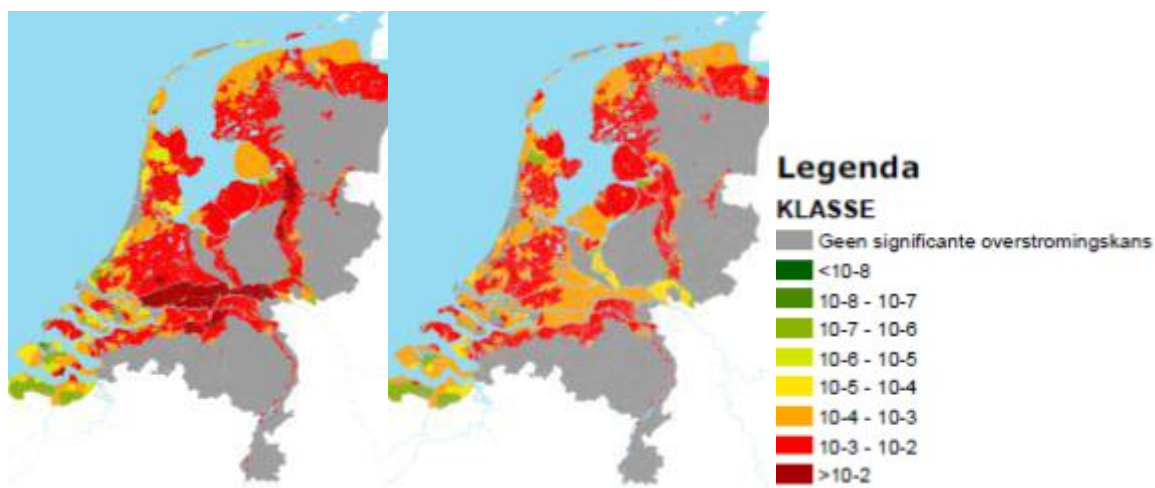 Legenda
KLASSE
Geen significante overstromingskans
<10-8
10-8 - 10-7
10-7 - 10-6
10-6 - 10-5
10-5 - 10-4
10-4 - 10-3
10-3 - 10-2
>10-2